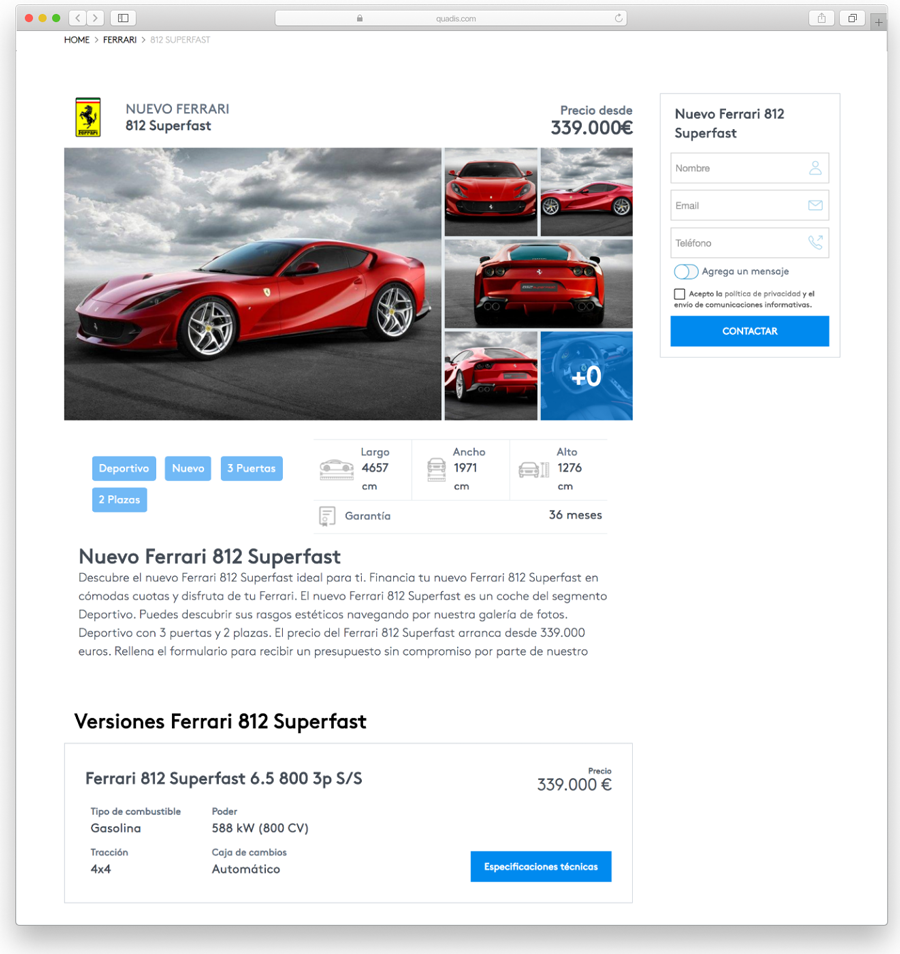 quadis.com
HOME > FERRARI > 812 SUPERFAST
NUEVO FERRARI
812 Superfast
Precio desde
339.000€
+0
Nuevo Ferrari 812
Superfast
Nombre
Email
Teléfono
Agrega un mensaje
Acepto la política de privacidad y el
envío de comunicaciones informativas.
CONTACTAR
Deportivo
Nuevo
3 Puertas
2 Plazas
Largo
4657
cm
Ancho
1971
cm
Alto
1276
cm
Garantía
36 meses
Nuevo Ferrari 812 Superfast
Descubre el nuevo Ferrari 812 Superfast ideal para ti. Financia tu nuevo Ferrari 812 Superfast en
cómodas cuotas y disfruta de tu Ferrari. El nuevo Ferrari 812 Superfast es un coche del segmento
Deportivo. Puedes descubrir sus rasgos estéticos navegando por nuestra galería de fotos.
Deportivo con 3 puertas y 2 plazas. El precio del Ferrari 812 Superfast arranca desde 339.000
euros. Rellena el formulario para recibir un presupuesto sin compromiso por parte de nuestro
Versiones Ferrari 812 Superfast
Ferrari 812 Superfast 6.5 800 3p S/S
Precio
339.000 €
Tipo de combustible
Gasolina
Poder
588 kW (800 CV)
Tracción
4x4
Caja de cambios
Automático
Especificaciones técnicas